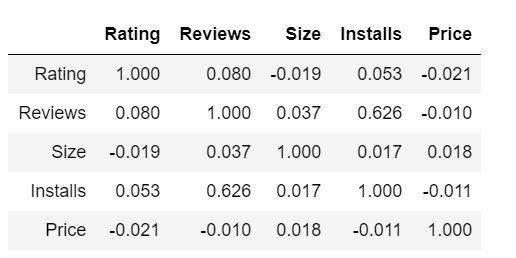 Rating Reviews Size Installs Price
Rating 1.000 0.080 -0.019 0.053 -0.021
Reviews 0.080 1.000 0.037 0.626 -0.010
Size -0.019 0.037 1.000 0.017 0.018
Installs 0.053 0.626 0.017 1.000 -0.011
Price -0.021 -0.010 0.018 -0.011 1.000